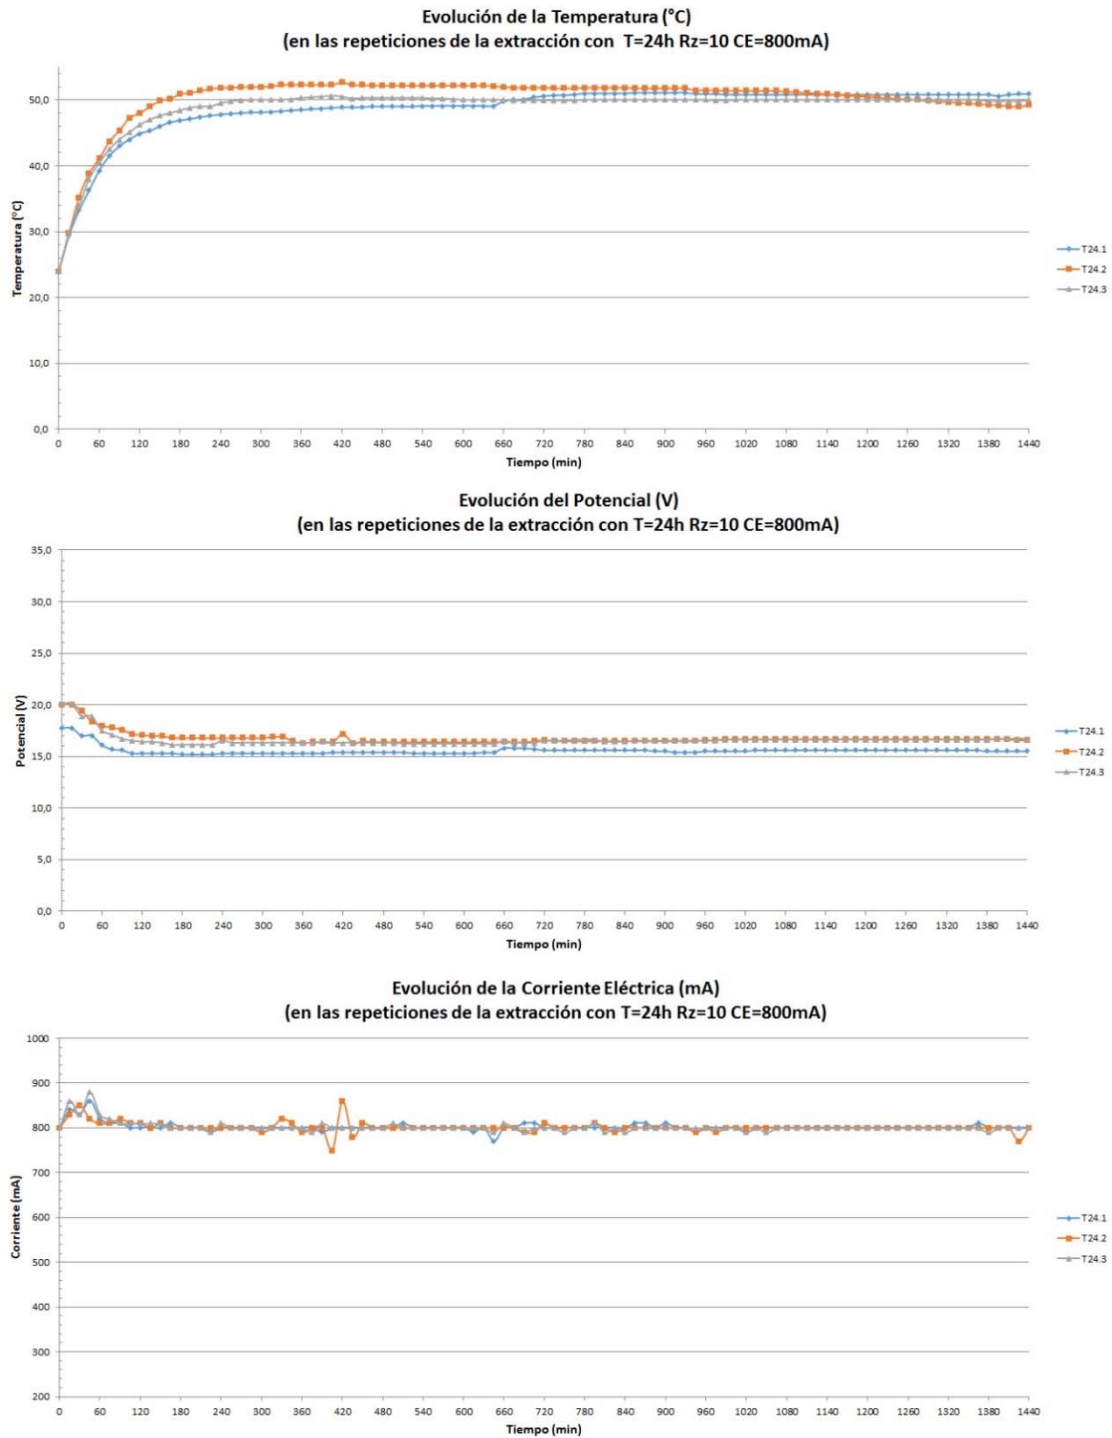 Evolución de la Temperatura (°C)
(en las repeticiones de la extracción con T=24h Rz=10 CE=800mA)
50,0
40,0
30,0
20,0
10,0
0,0
Temperatura (°C)
0 60 120 180 240 300 360 420 480 540 600 660 720 780 840 900 960 1020 1080 1140 1200 1260 1320 1380 1440
Tiempo (min)
T24.1
T24.2
T24.3
Evolución del Potencial (V)
(en las repeticiones de la extracción con T=24h Rz=10 CE=800mA)
35,0
30,0
25,0
20,0
15,0
10,0
5,0
0,0
Potencial (V)
0 60 120 180 240 300 360 420 480 540 600 660 720 780 840 900 960 1020 1080 1140 1200 1260 1320 1380 1440
Tiempo (min)
T24.1
T24.2
T24.3
Evolución de la Corriente Eléctrica (mA)
(en las repeticiones de la extracción con T=24h Rz=10 CE=800mA)
1000
900
800
700
600
500
400
300
200
Corriente (mA)
0 60 120 180 240 300 360 420 480 540 600 660 720 780 840 900 960 1020 1080 1140 1200 1260 1320 1380 1440
Tiempo (min)
T24.1
T24.2
T24.3